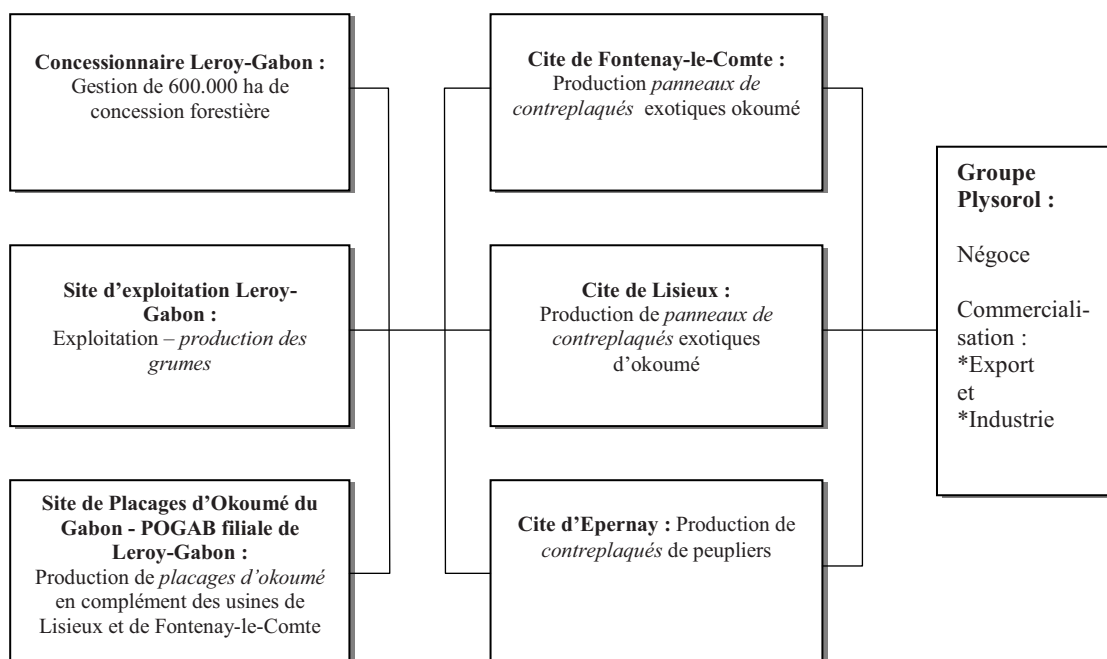 Concessionnaire Leroy-Gabon :
Gestion de 600.000 ha de
concession forestière
Site d’exploitation Leroy-
Gabon :
Exploitation – production des
grumes
Site de Placages d’Okoumé du
Gabon - POGAB filiale de
Leroy-Gabon :
Production de placages d’okoumé
en complément des usines de
Lisieux et de Fontenay-le-Comte
Cite de Fontenay-le-Comte :
Production panneaux de
contreplaqués exotiques okoumé
Cite de Lisieux :
Production de panneaux de
contreplaqués exotiques
d’okoumé
Cite d’Epernay : Production de
contreplaqués de peupliers
Groupe
Plysorol :
Négoce
Commerciali-
sation :
*Export
et
*Industrie